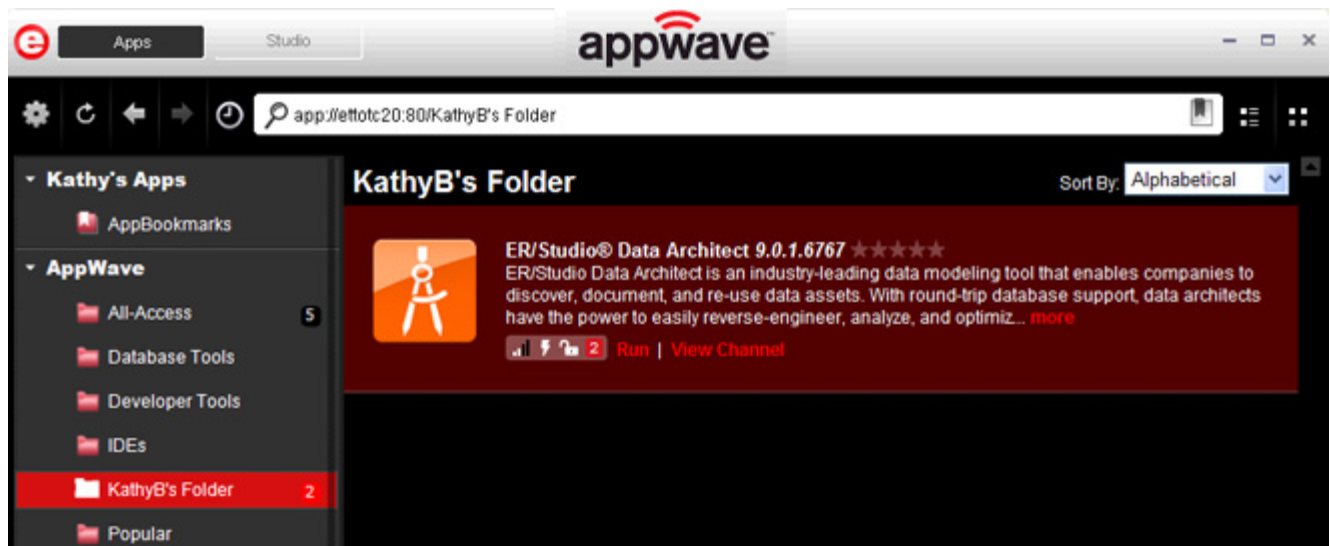 e Apps Studio appwave™
app://ettotc20:80/KathyB's Folder
Kathy's Apps
AppBookmarks
AppWave
All-Access 5
Database Tools
Developer Tools
IDEs
KathyB's Folder 2
Popular
KathyB's Folder Sort By: Alphabetical
ER/Studio® Data Architect 9.0.1.6767
ER/Studio Data Architect is an industry-leading data modeling tool that enables companies to
discover, document, and re-use data assets. With round-trip database support, data architects
have the power to easily reverse-engineer, analyze, and optimiz... more
2 Run | View Channel